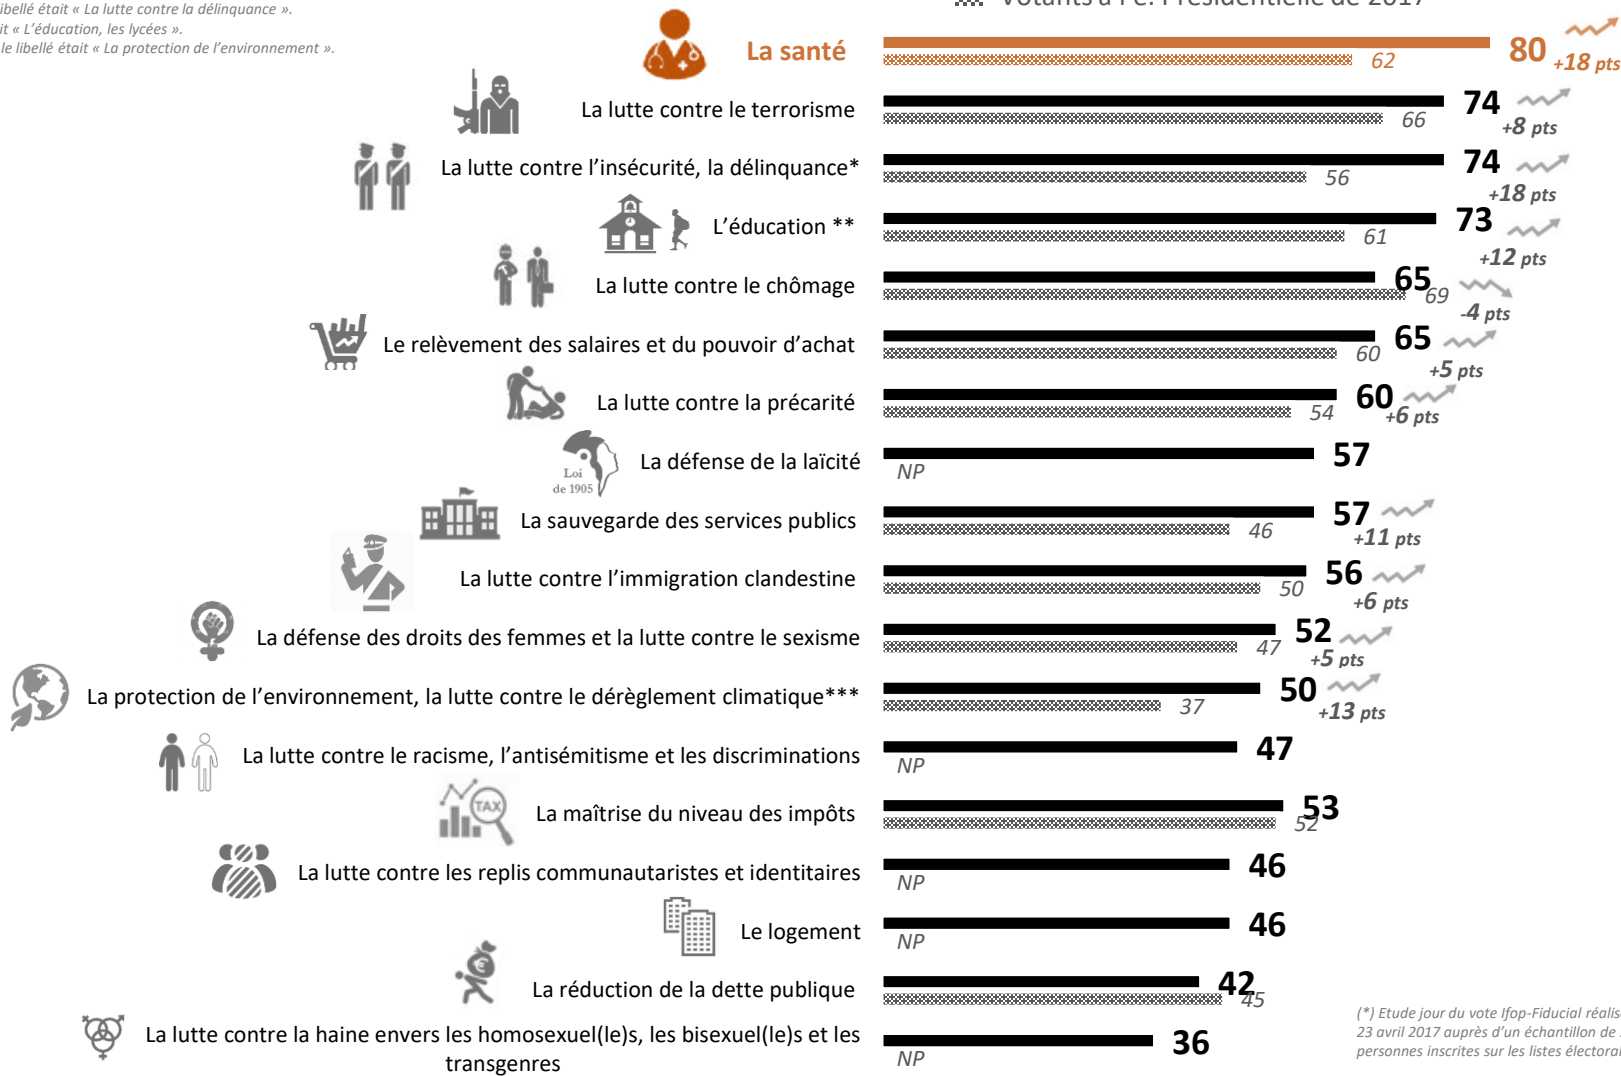 libellé était « La lutte contre la délinquance ».
it « L'éducation, les lycées ».
le libellé était « La protection de l'environnement ».
Votants à l'é. Présidentielle de 2017
La santé 80 +18 pts
62
La lutte contre le terrorisme 74 +8 pts
66
La lutte contre l'insécurité, la délinquance* 74 +18 pts
56
L'éducation ** 73 +12 pts
61
La lutte contre le chômage 65 -4 pts
69
Le relèvement des salaires et du pouvoir d'achat 65 +5 pts
60
La lutte contre la précarité 60 +6 pts
54
Loi
de 1905
La défense de la laïcité 57
NP
La sauvegarde des services publics 57 +11 pts
46
La lutte contre l'immigration clandestine 56 +6 pts
50
La défense des droits des femmes et la lutte contre le sexisme 52 +5 pts
47
La protection de l'environnement, la lutte contre le dérèglement climatique*** 50 +13 pts
37
La lutte contre le racisme, l'antisémitisme et les discriminations 47
NP
TAX
La maîtrise du niveau des impôts 53
52
La lutte contre les replis communautaristes et identitaires 46
NP
Le logement 46
NP
La réduction de la dette publique 42
45
La lutte contre la haine envers les homosexuel(le)s, les bisexuel(le)s et les
transgenres
36
NP
(*) Etude jour du vote Ifop-Fiducial réalis
23 avril 2017 auprès d'un échantillon de
personnes inscrites sur les listes électoral